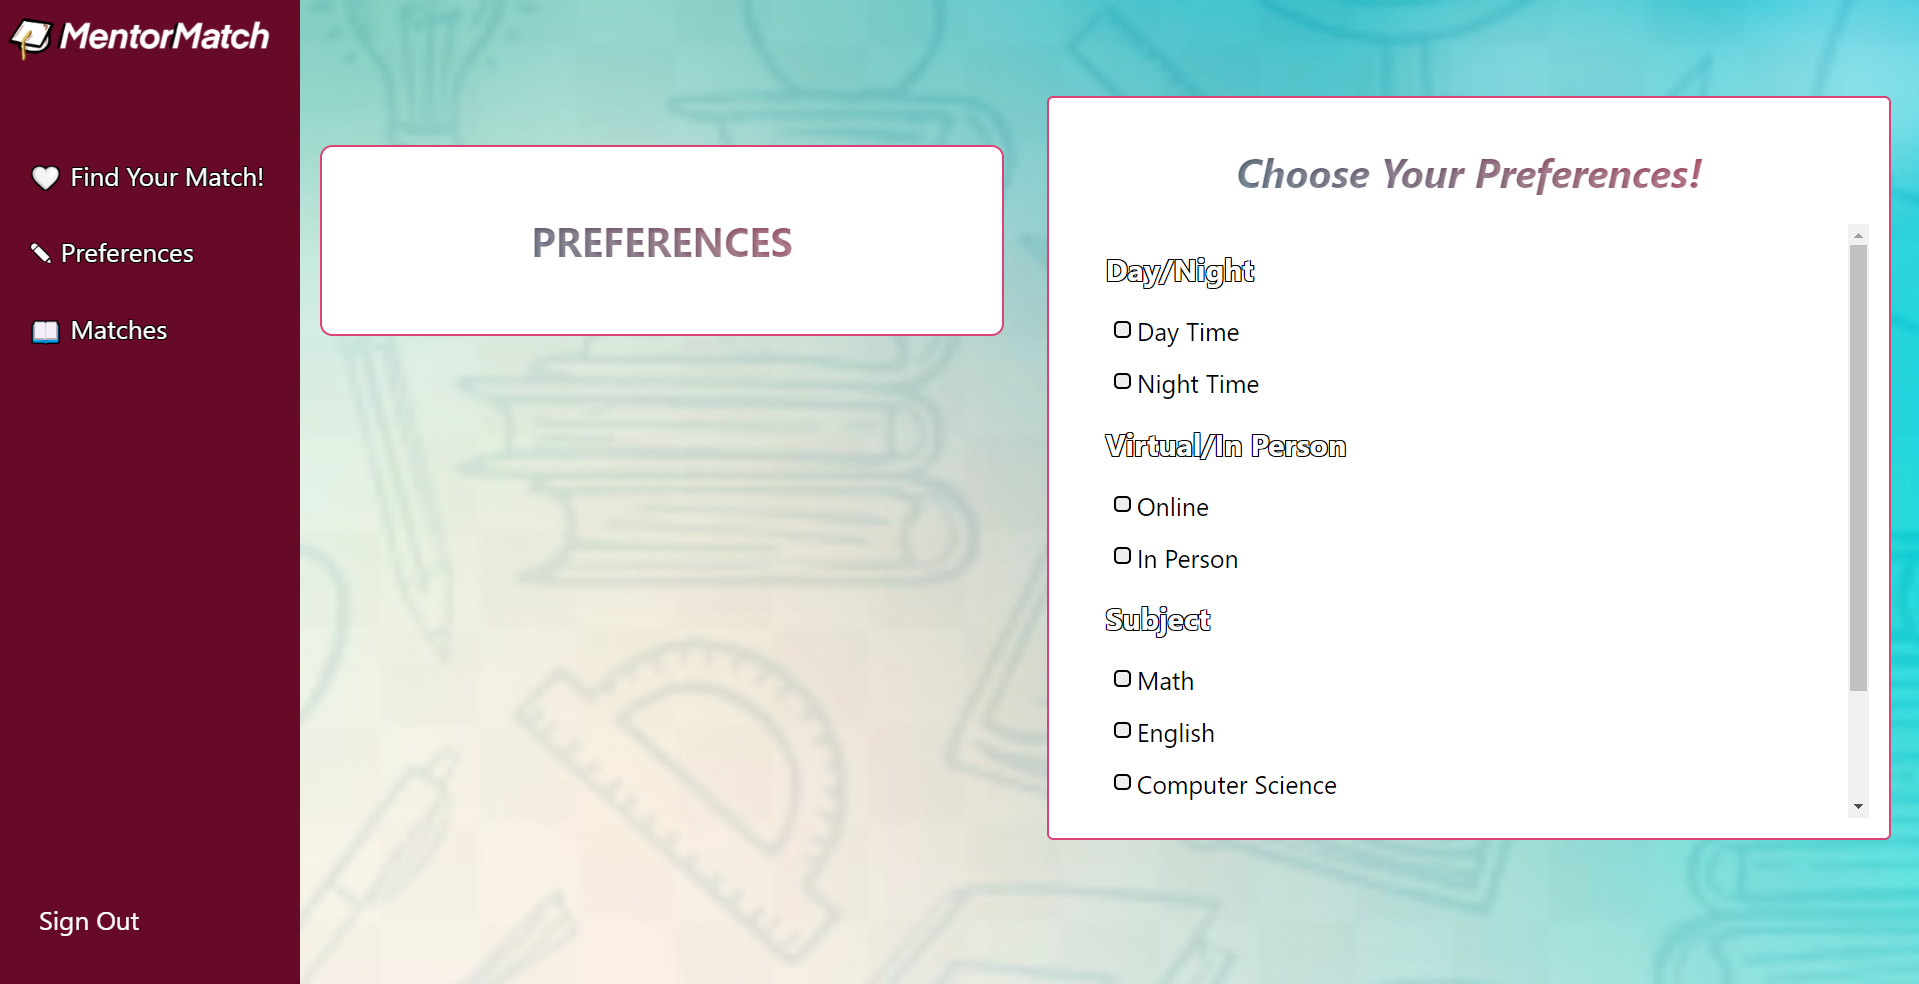 MentorMatch
Find Your Match!
Preferences
Matches
Sign Out
PREFERENCES
Choose Your Preferences!
Day/Night
Day Time
Night Time
Virtual/In Person
Online
In Person
Subject
Math
English
Computer Science